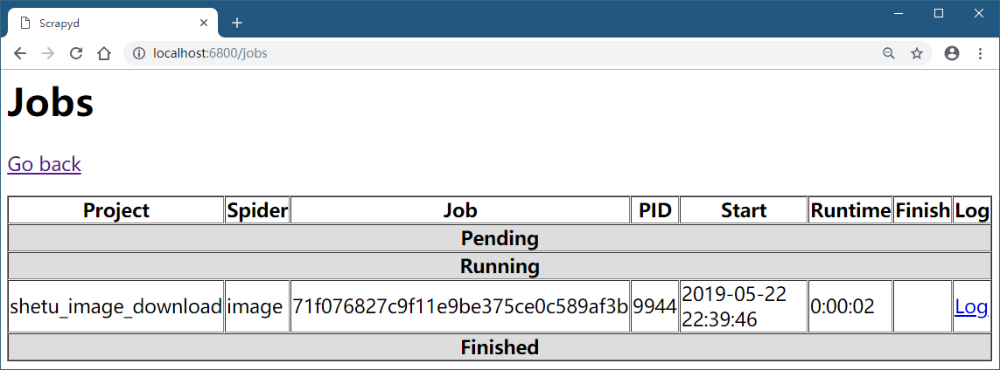 Scrapyd
localhost:6800/jobs
Jobs
Go back
Project Spider Job PID Start Runtime Finish Log
Pending
Running
shetu_image_download image 71f076827c9f11e9be375ce0c589af3b 9944 2019-05-22 22:39:46 0:00:02 Log
Finished